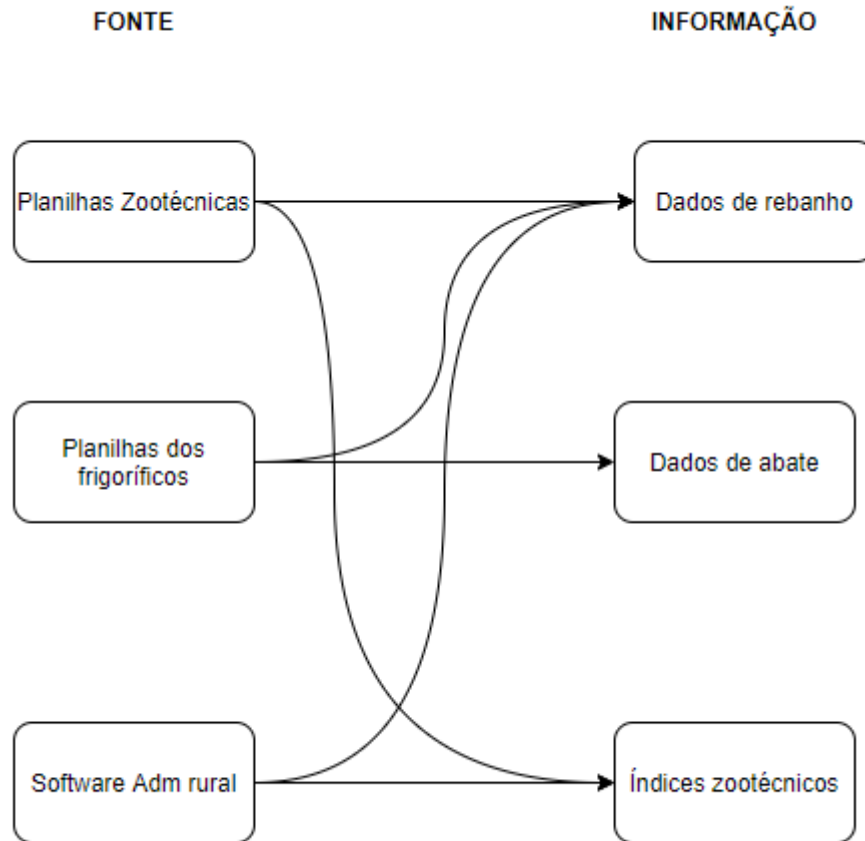 FONTE
INFORMAÇÃO
Planilhas Zootécnicas
Dados de rebanho
Planilhas dos
frigoríficos
Dados de abate
Software Adm rural
Índices zootécnicos